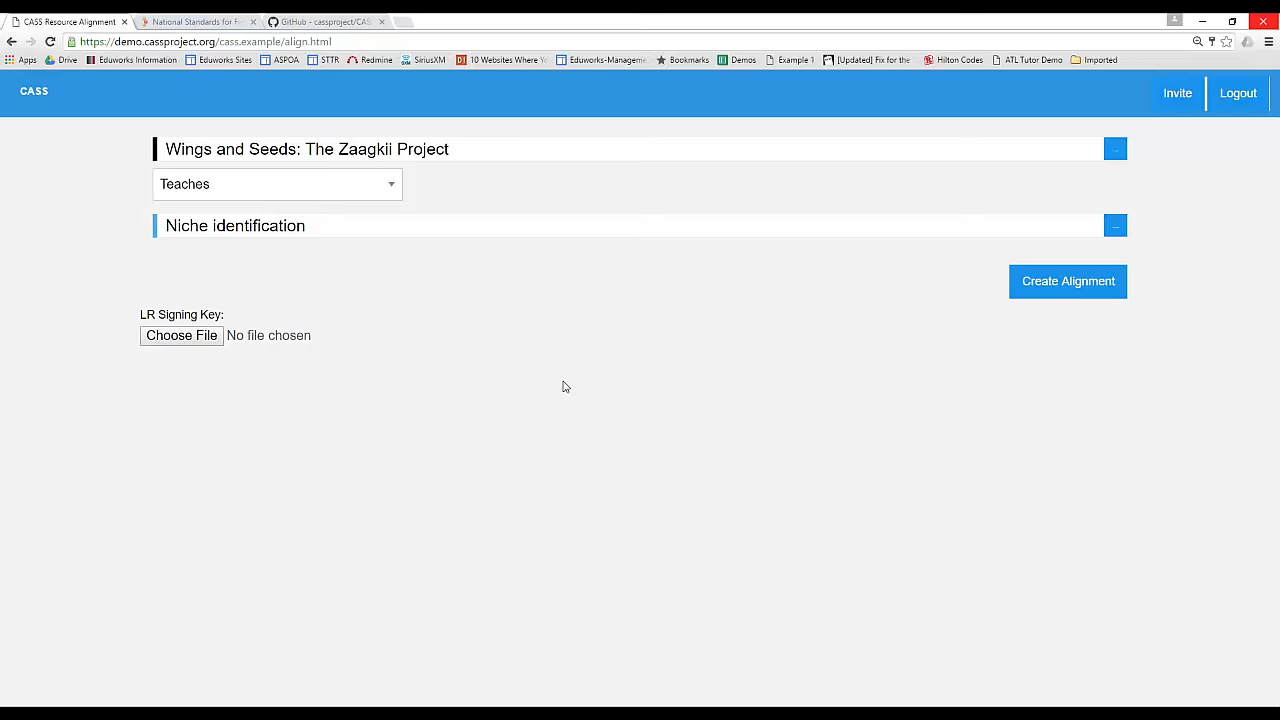 CASS Resource Alignment
National Standards for Fi
GitHub - cassproject/CAS
https://demo.cassproject.org/cass.example/align.html
Apps Drive Eduworks Information Eduworks Sites ASPOA STTR Redmine SiriusXM 10 Websites Where Y Eduworks-Manageme Bookmarks Demos Example 1 [Updated] Fix for the Hilton Codes ATL Tutor Demo Imported
CASS
Invite
Logout
Wings and Seeds: The Zaagkii Project
...
Teaches
Niche identification
...
Create Alignment
LR Signing Key:
Choose File No file chosen